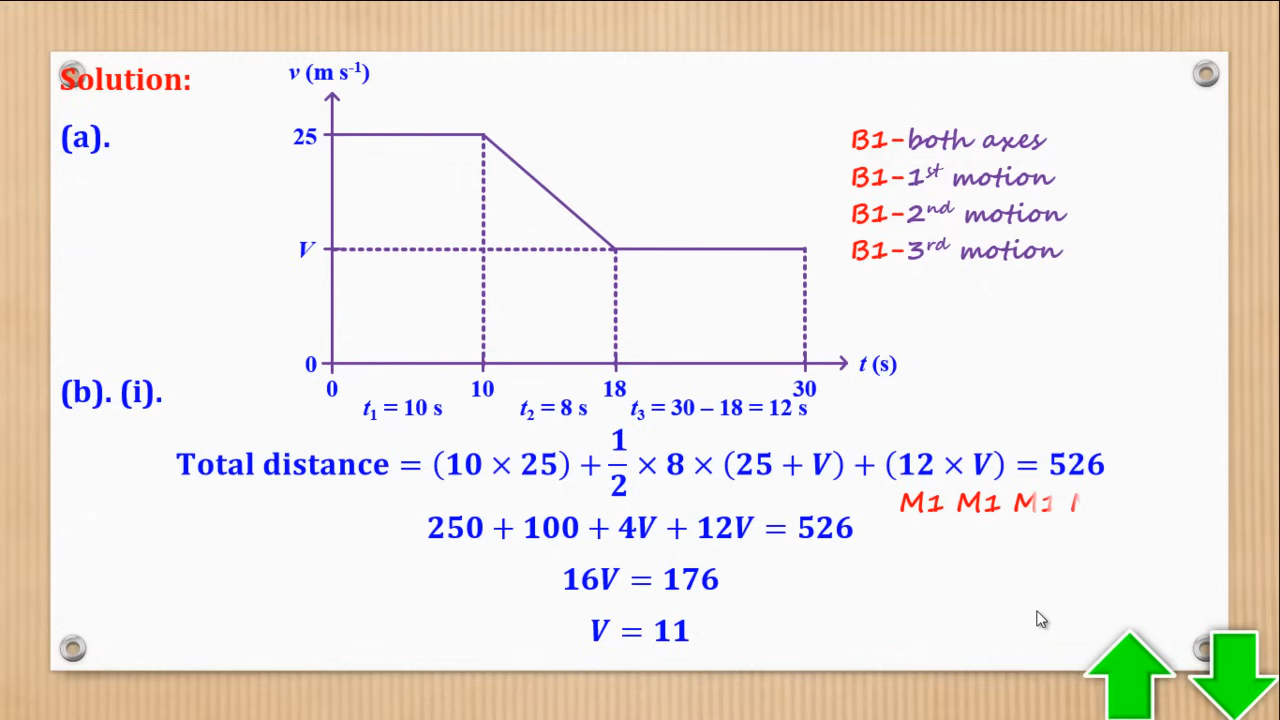 Solution:
v (m s⁻¹)
(a).
25
V
0
B1-both axes
B1-1ˢᵗ motion
B1-2ⁿᵈ motion
B1-3ʳᵈ motion
t (s)
0 10 18 30
t₁ = 10 s t₂ = 8 s t₃ = 30 – 18 = 12 s
(b). (i).
Total distance = (10 × 25) + 1/2 × 8 × (25 + V) + (12 × V) = 526
M1 M1 M1
250 + 100 + 4V + 12V = 526
16V = 176
V = 11